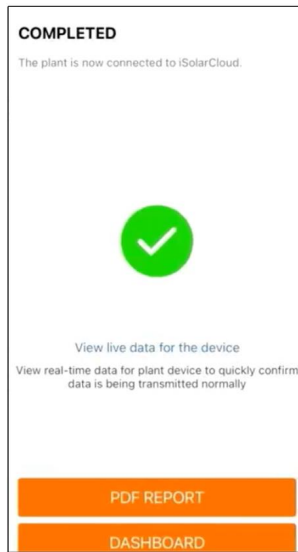 COMPLETED
The plant is now connected to iSolarCloud.
View live data for the device
View real-time data for plant device to quickly confirm
data is being transmitted normally
PDF REPORT
DASHBOARD